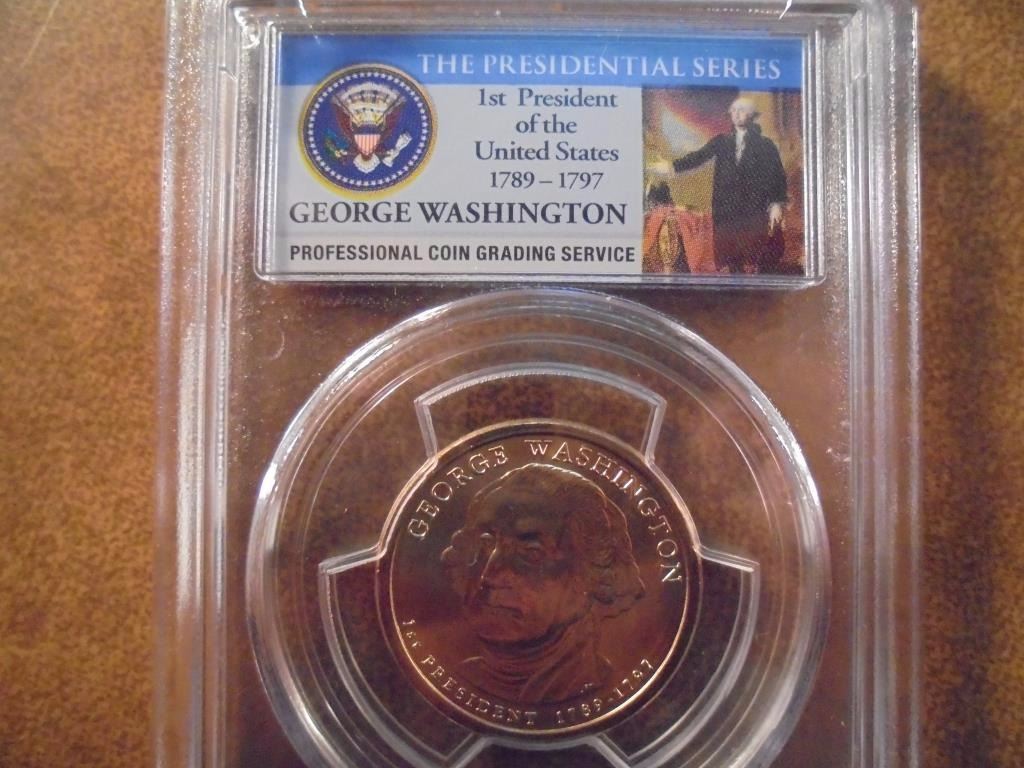 THE PRESIDENTIAL SERIES
1st President
of the
United States
1789 – 1797
GEORGE WASHINGTON
PROFESSIONAL COIN GRADING SERVICE
GEORGE WASHINGTON
1ST PRESIDENT 1789-1797